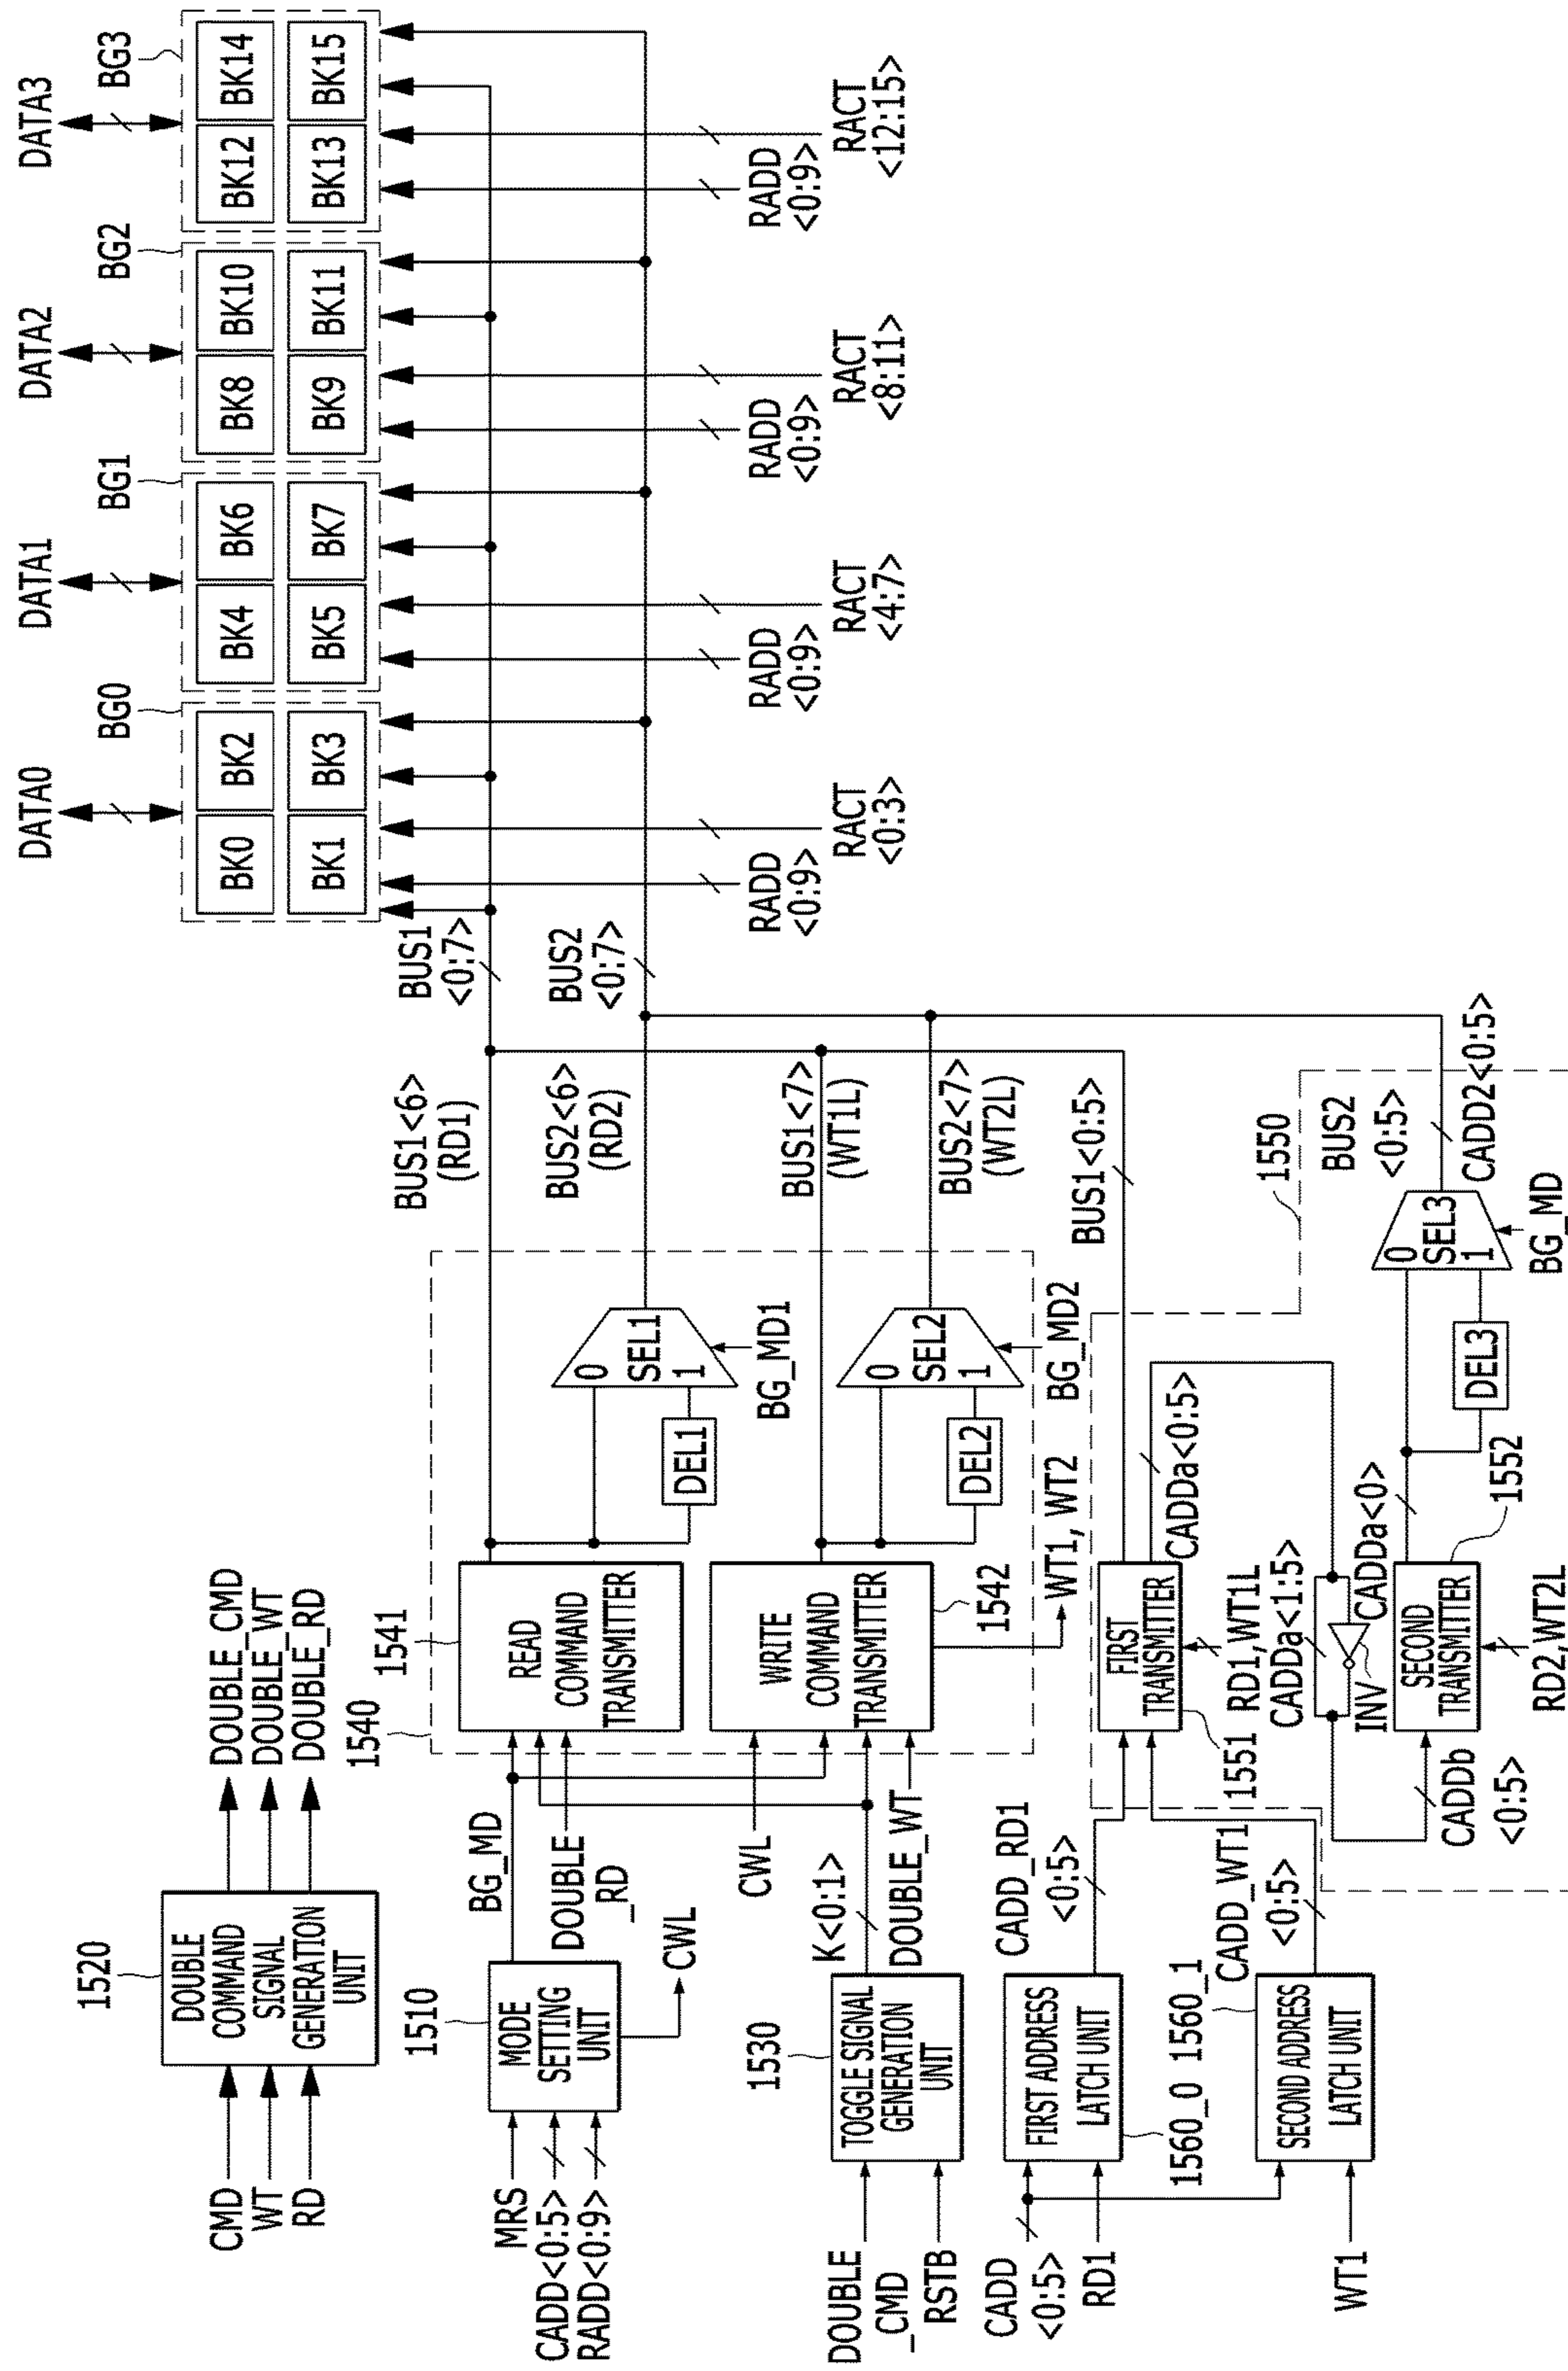 DATA0
DATA1
DATA2
DATA3
BG0
BG1
BG2
BG3
BK0
BK2
BK4
BK6
BK8
BK10
BK12
BK14
BK1
BK3
BK5
BK7
BK9
BK11
BK13
BK15
1520
DOUBLE
COMMAND
SIGNAL
GENERATION
UNIT
CMD
WT
RD
DOUBLE_CMD
DOUBLE_WT
DOUBLE_RD
1510
MODE
SETTING
UNIT
MRS
CADD<0:5>
RADD<0:9>
BG_MD
DOUBLE
_RD
CWL
1540
1541
READ
COMMAND
TRANSMITTER
DEL1
0
SEL1
1
BG_MD1
BUS1<6>
(RD1)
BUS2<6>
(RD2)
BUS1
<0:7>
BUS2
<0:7>
RADD
<0:9>
RACT
<0:3>
RADD
<0:9>
RACT
<4:7>
RADD
<0:9>
RACT
<8:11>
RADD
<0:9>
RACT
<12:15>
1530
TOGGLE SIGNAL
GENERATION
UNIT
DOUBLE
_CMD
RSTB
K<0:1>
CWL
DOUBLE_WT
WRITE
COMMAND
TRANSMITTER
1542
DEL2
0
SEL2
1
BG_MD2
WT1, WT2
BUS1<7>
(WT1L)
BUS2<7>
(WT2L)
CADD
<0:5>
RD1
FIRST ADDRESS
LATCH UNIT
1560_0
1560_1
CADD_RD1
<0:5>
SECOND ADDRESS
LATCH UNIT
WT1
CADD_WT1
<0:5>
FIRST
TRANSMITTER
1551
RD1,WT1L
BUS1<0:5>
CADDa<0:5>
CADDa<1:5>
INV
CADDa<0>
SECOND
TRANSMITTER
1552
CADDb
<0:5>
RD2,WT2L
DEL3
0
SEL3
1
BG_MD
1550
BUS2
<0:5>
CADD2<0:5>